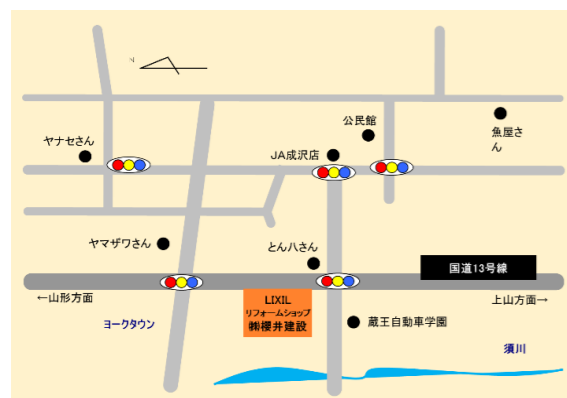 N
公民館
魚屋さ
ん
ヤナセさん
JA成沢店
ヤマザワさん
とん八さん
国道13号線
←山形方面
LIXIL
リフォームショップ
㈱櫻井建設
上山方面→
ヨークタウン
蔵王自動車学園
須川